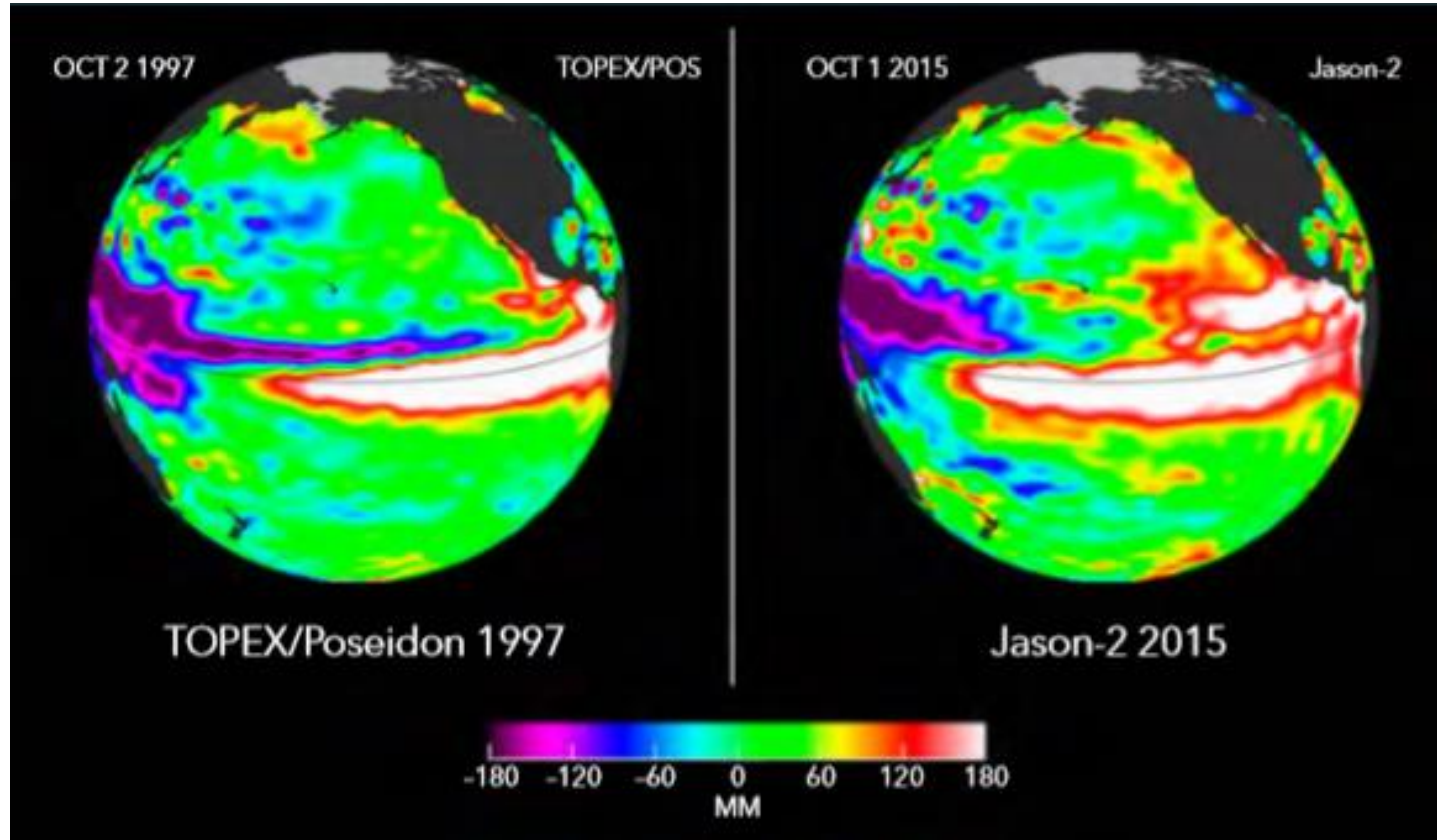 OCT 2 1997
TOPEX/POS
OCT 1 2015
Jason-2
TOPEX/Poseidon 1997
Jason-2 2015
-180 -120 -60 0 60 120 180
MM